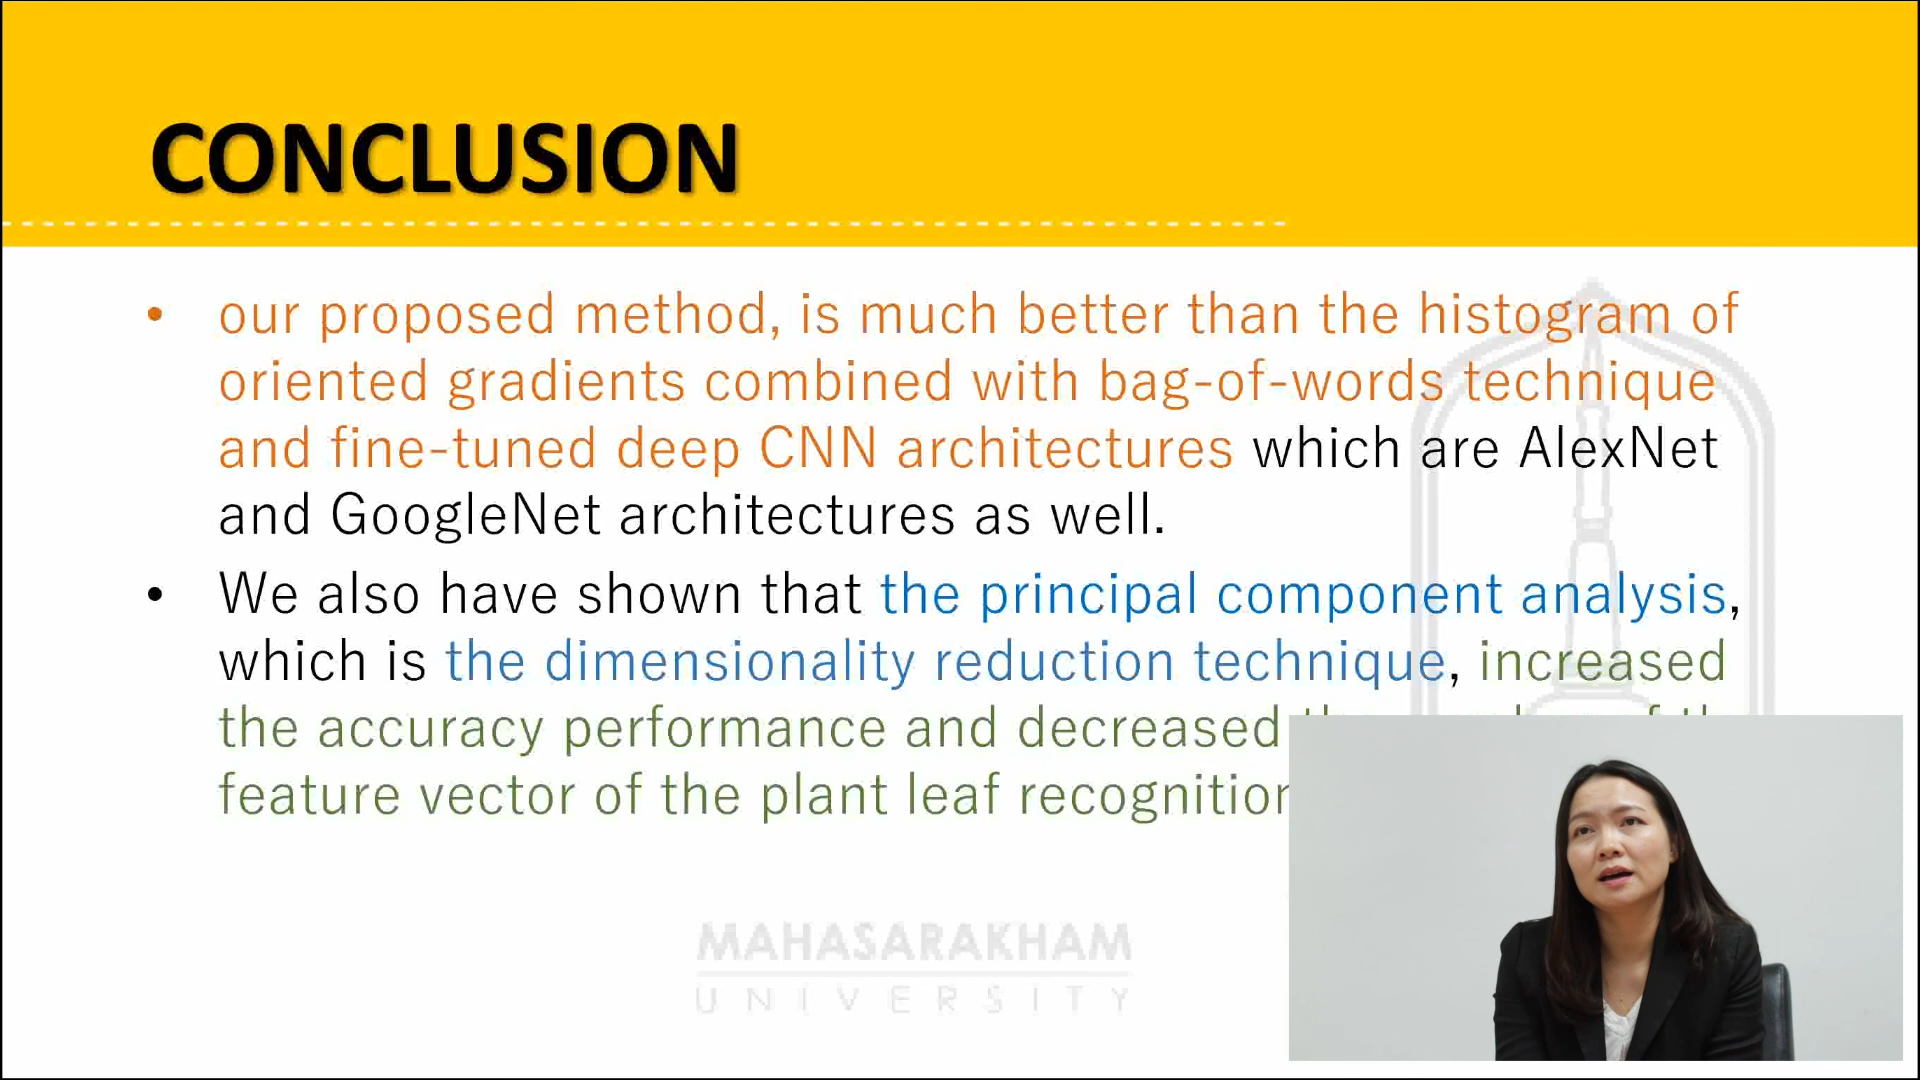 CONCLUSION
• our proposed method, is much better than the histogram of
oriented gradients combined with bag-of-words technique
and fine-tuned deep CNN architectures which are AlexNet
and GoogleNet architectures as well.
• We also have shown that the principal component analysis,
which is the dimensionality reduction technique, increased
the accuracy performance and decreased
feature vector of the plant leaf recognition
MAHASARAKHAM
UNIVERSITY